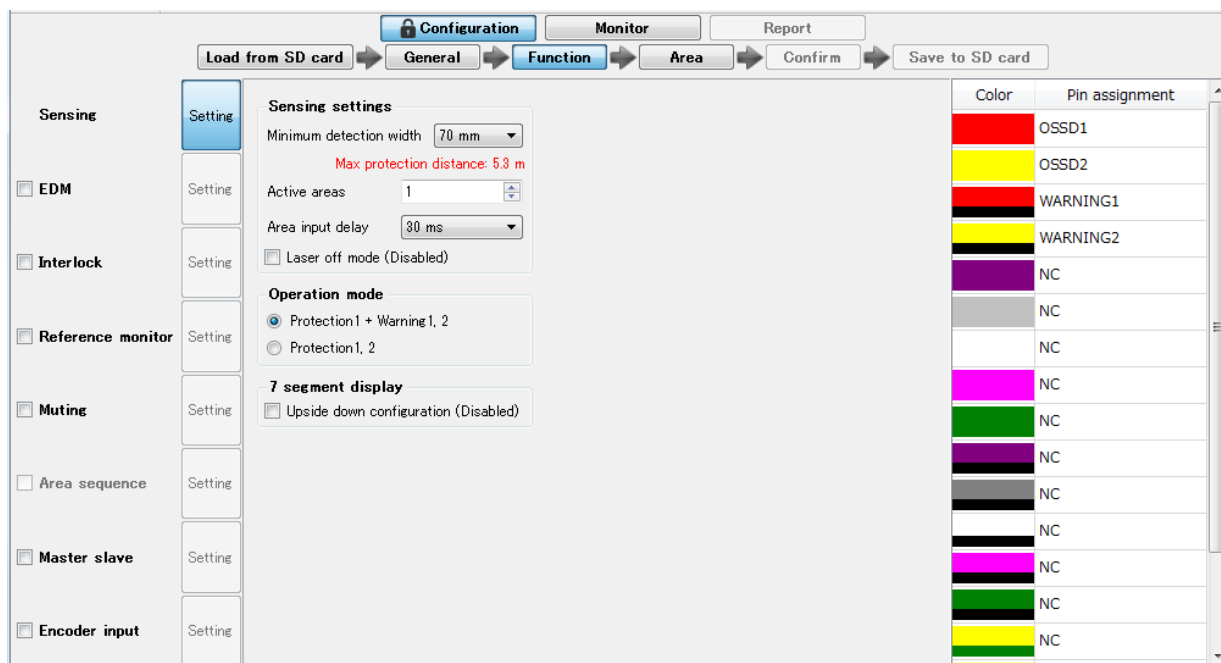 Configuration Monitor Report
Load from SD card General Function Area Confirm Save to SD card
Sensing Setting
EDM Setting
Interlock Setting
Reference monitor Setting
Muting Setting
Area sequence Setting
Master slave Setting
Encoder input Setting
Sensing settings
Minimum detection width 70 mm
Max protection distance: 5.3 m
Active areas 1
Area input delay 30 ms
Laser off mode (Disabled)
Operation mode
Protection1 + Warning1, 2
Protection1, 2
7 segment display
Upside down configuration (Disabled)
Color Pin assignment
OSSD1
OSSD2
WARNING1
WARNING2
NC
NC
NC
NC
NC
NC
NC
NC
NC
NC
NC